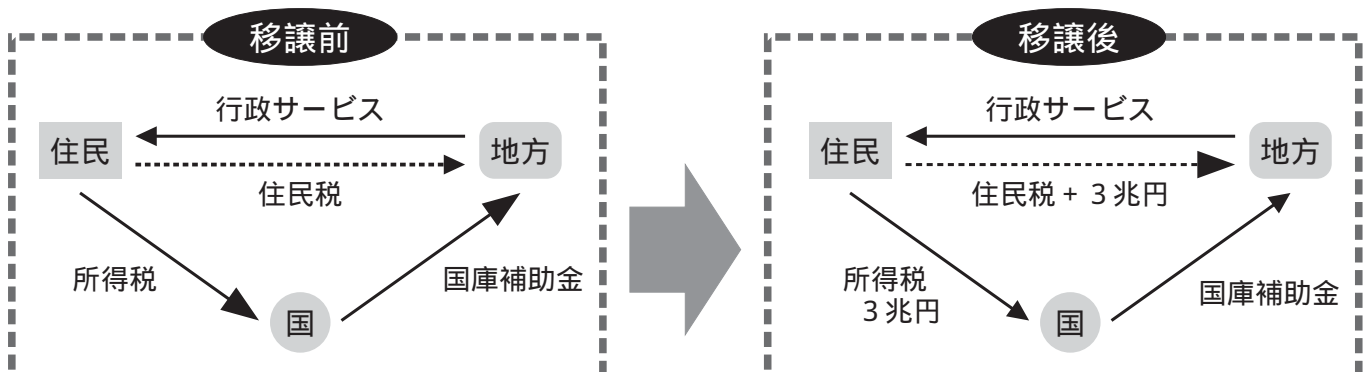 移譲前
行政サービス
住民
地方
住民税
所得税
国庫補助金
国
移譲後
行政サービス
住民
地方
住民税+ 3兆円
所得税
3兆円
国庫補助金
国